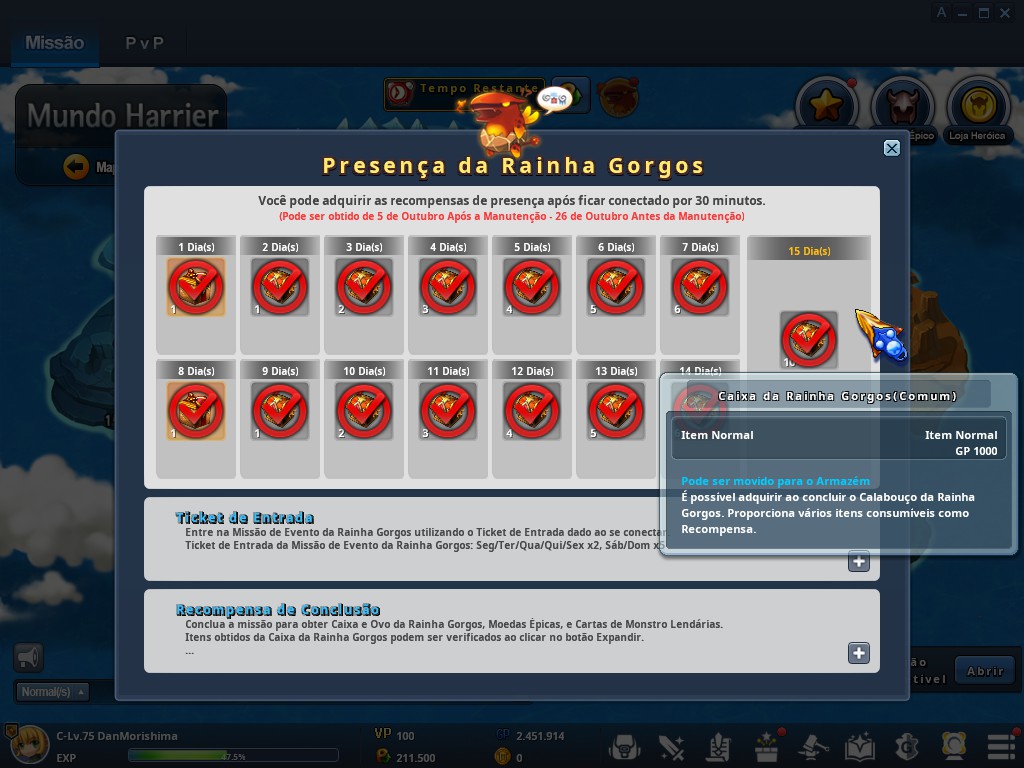 A
Missão
P v P
Tempo Restante
Mundo Harrier
Épico
Loja Heróica
Presença da Rainha Gorgos
Você pode adquirir as recompensas de presença após ficar conectado por 30 minutos.
(Pode ser obtido de 5 de Outubro Após a Manutenção - 26 de Outubro Antes da Manutenção)
1 Dia(s) 2 Dia(s) 3 Dia(s) 4 Dia(s) 5 Dia(s) 6 Dia(s) 7 Dia(s) 15 Dia(s)
1 1 2 3 4 5 6
8 Dia(s) 9 Dia(s) 10 Dia(s) 11 Dia(s) 12 Dia(s) 13 Dia(s) 14 Dia(s)
1 1 2 3 4 5
Caixa da Rainha Gorgos(Comum)
Item Normal Item Normal
GP 1000
Pode ser movido para o Armazém
É possível adquirir ao concluir o Calabouço da Rainha
Gorgos. Proporciona vários itens consumíveis como
Recompensa.
Ticket de Entrada
Entre na Missão de Evento da Rainha Gorgos utilizando o Ticket de Entrada dado ao se conectar
Ticket de Entrada da Missão de Evento da Rainha Gorgos: Seg/Ter/Qua/Qui/Sex x2, Sáb/Dom x5
Recompensa de Conclusão
Conclua a missão para obter Caixa e Ovo da Rainha Gorgos, Moedas Épicas, e Cartas de Monstro Lendárias.
Itens obtidos da Caixa da Rainha Gorgos podem ser verificados ao clicar no botão Expandir.
...
Normal(/s)
Abrir
C-Lv.75 DanMorishima
VP 100
GP 2.451.914
EXP
47.5%
211.500
0